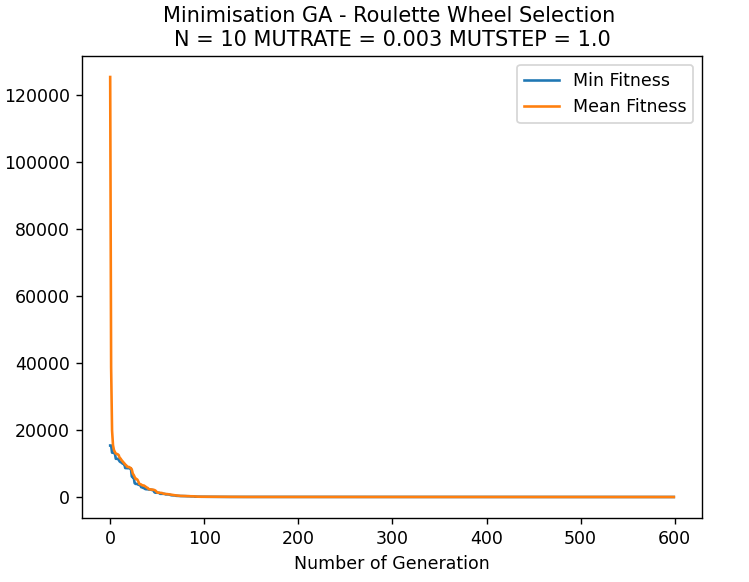 Minimisation GA - Roulette Wheel Selection
N = 10 MUTRATE = 0.003 MUTSTEP = 1.0
Min Fitness
Mean Fitness
120000
100000
80000
60000
40000
20000
0
0 100 200 300 400 500 600
Number of Generation